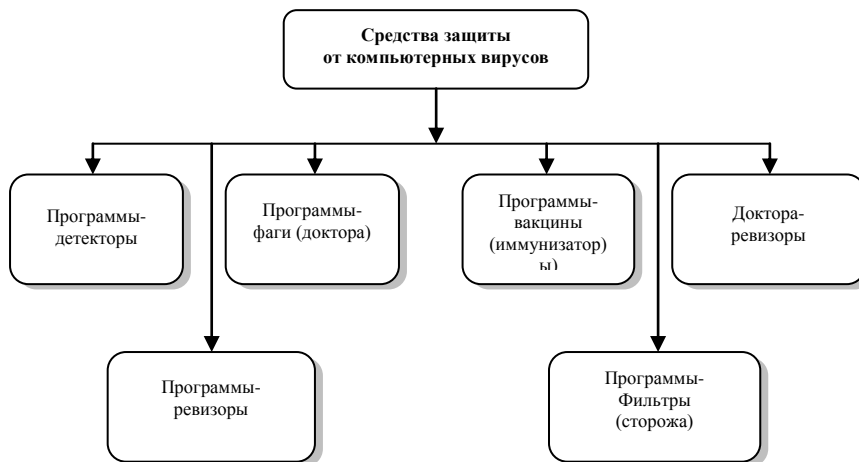 Средства защиты
от компьютерных вирусов
Программы-
детекторы
Программы-
фаги (доктора)
Программы-
вакцины
(иммунизатор)
ы)
Доктора-
ревизоры
Программы-
ревизоры
Программы-
Фильтры
(сторожа)